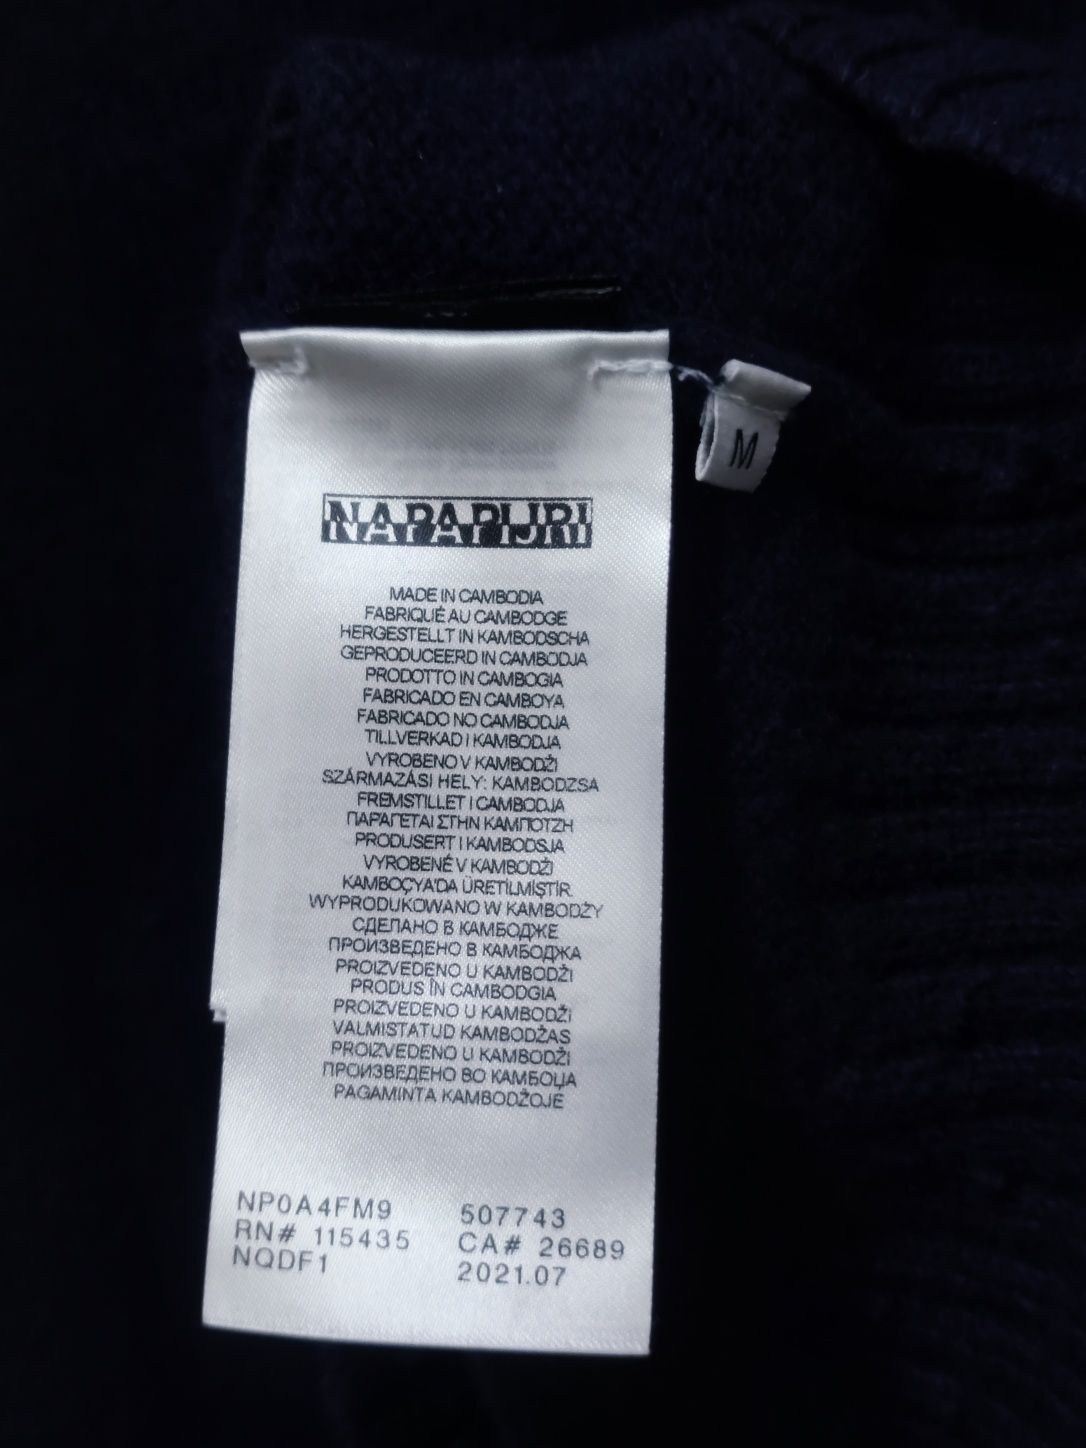 M
NAPAPIJRI
MADE IN CAMBODIA
FABRIQUÉ AU CAMBODGE
HERGESTELLT IN KAMBODSCHA
GEPRODUCEERD IN CAMBODJA
PRODOTTO IN CAMBOGIA
FABRICADO EN CAMBOYA
FABRICADO NO CAMBODJA
TILLVERKAD I KAMBODJA
VYROBENO V KAMBODŽI
SZÁRMAZÁSI HELY: KAMBODZSA
FREMSTILLET I CAMBODJA
ΠΑΡΑΓΕΤΑΙ ΣΤΗΝ ΚΑΜΠΟΤΖΗ
PRODUSERT I KAMBODSJA
VYROBENÉ V KAMBODŽI
KAMBOÇYA'DA ÜRETİLMİŞTİR
WYPRODUKOWANO W KAMBODŻY
СДЕЛАНО В КАМБОДЖЕ
ПРОИЗВЕДЕНО В КАМБОДЖА
PROIZVEDENO U KAMBODŽI
PRODUS ÎN CAMBODGIA
PROIZVEDENO U KAMBODŽI
VALMISTATUD KAMBODŽAS
PROIZVEDENO U KAMBODŽI
ПРОИЗВЕДЕНО ВО КАМБОЏА
PAGAMINTA KAMBODŽOJE
NP0A4FM9 507743
RN# 115435 CA# 26689
NQDF1 2021.07